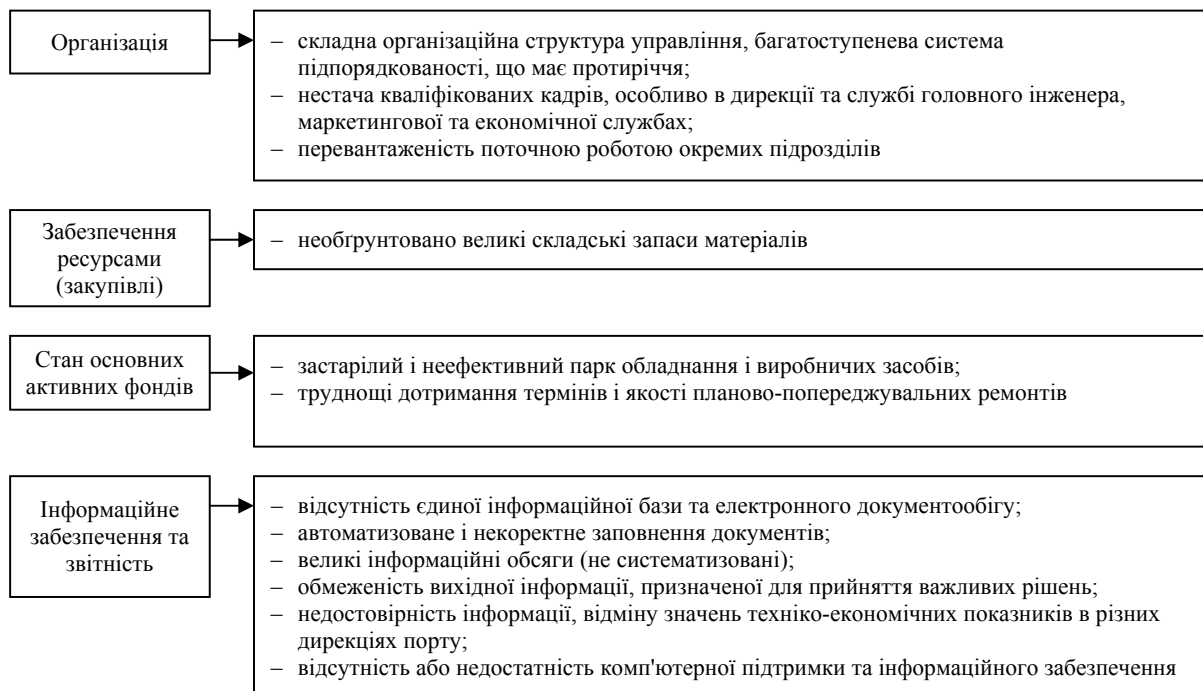 Організація
– складна організаційна структура управління, багатоступенева система
підпорядкованості, що має протиріччя;
– нестача кваліфікованих кадрів, особливо в дирекції та службі головного інженера,
маркетингової та економічної службах;
– перевантаженість поточною роботою окремих підрозділів
Забезпечення
ресурсами
(закупівлі)
– необґрунтовано великі складські запаси матеріалів
Стан основних
активних фондів
– застарілий і неефективний парк обладнання і виробничих засобів;
– труднощі дотримання термінів і якості планово-попереджувальних ремонтів
Інформаційне
забезпечення та
звітність
– відсутність єдиної інформаційної бази та електронного документообігу;
– автоматизоване і некоректне заповнення документів;
– великі інформаційні обсяги (не систематизовані);
– обмеженість вихідної інформації, призначеної для прийняття важливих рішень;
– недостовірність інформації, відміну значень техніко-економічних показників в різних
дирекціях порту;
– відсутність або недостатність комп'ютерної підтримки та інформаційного забезпечення